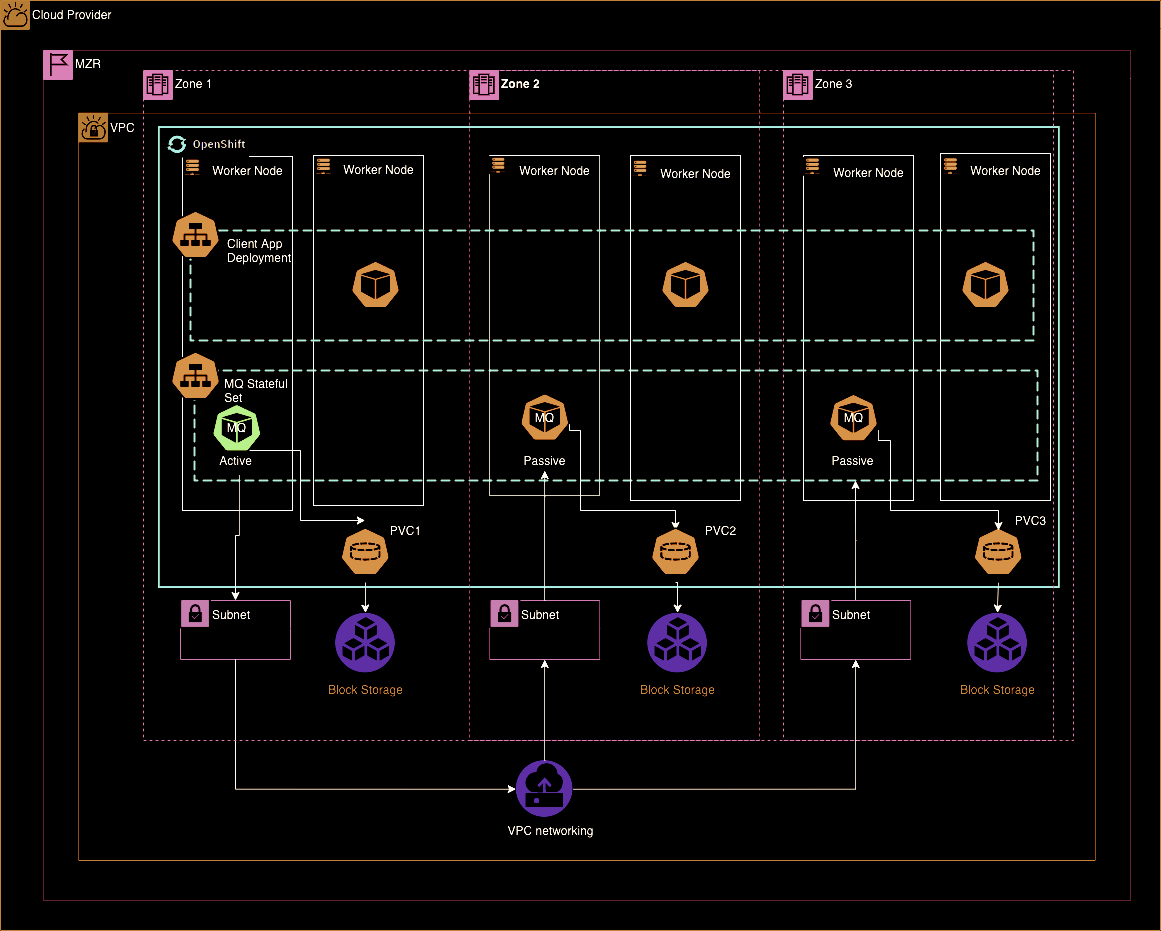 Cloud Provider
MZR
Zone 1
Zone 2
Zone 3
VPC
OpenShift
Worker Node
Worker Node
Worker Node
Worker Node
Worker Node
Worker Node
Client App
Deployment
MQ Stateful
Set
MQ
MQ
MQ
Active
Passive
Passive
PVC1
PVC2
PVC3
Subnet
Subnet
Subnet
Block Storage
Block Storage
Block Storage
VPC networking